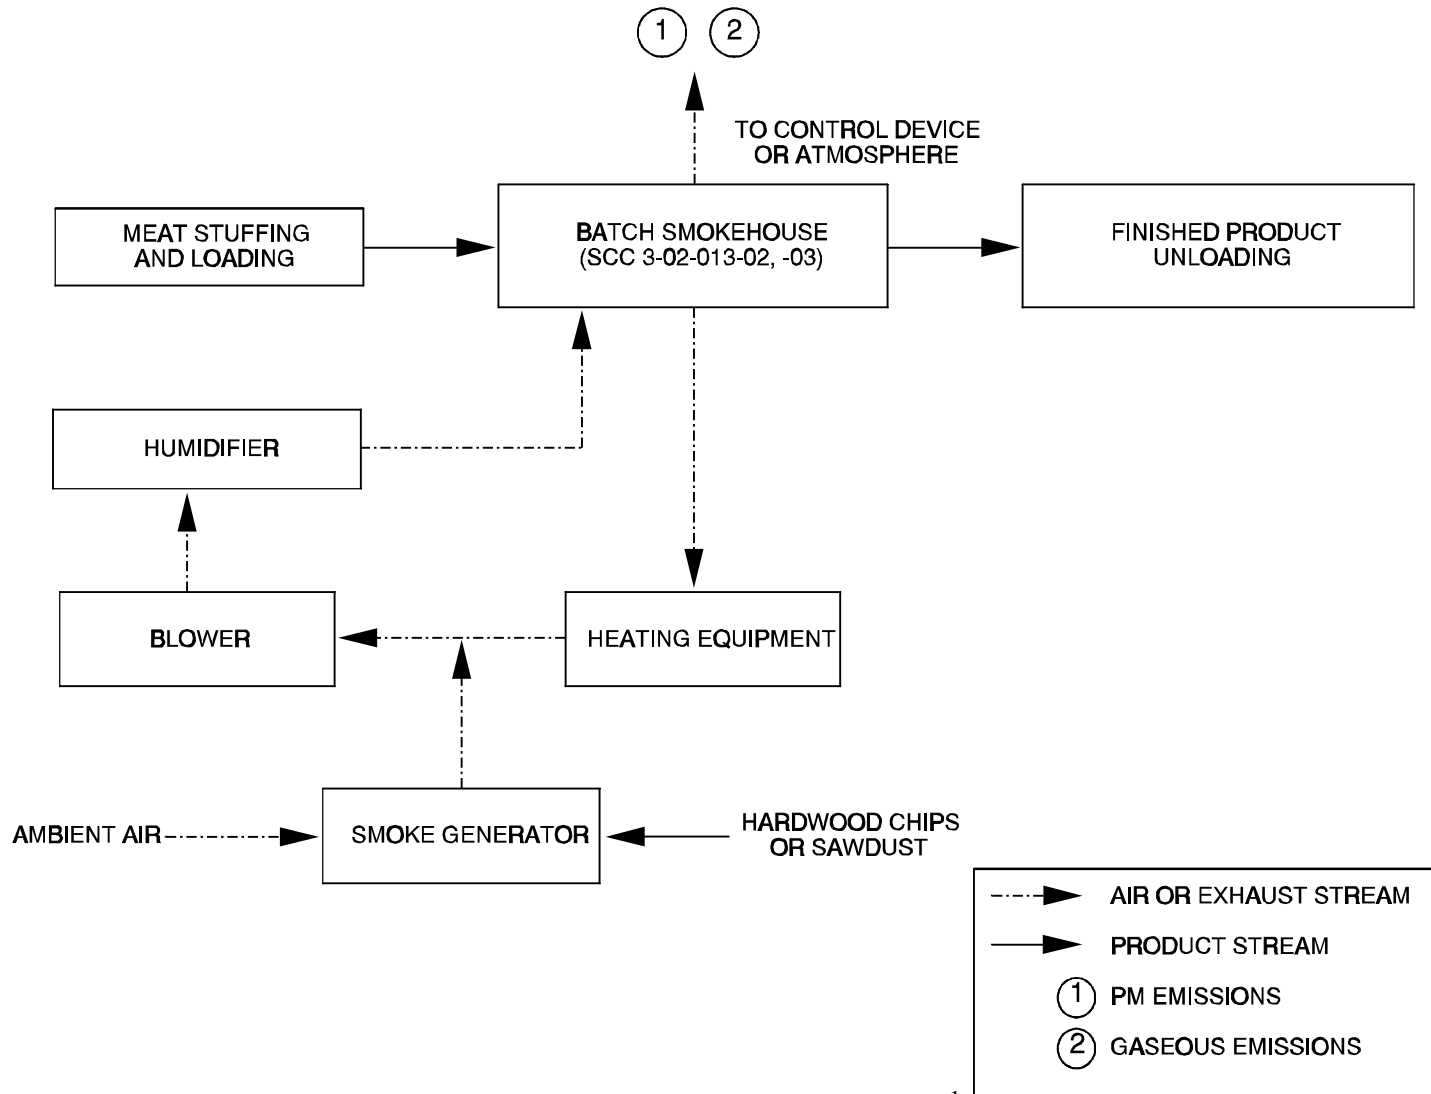 1 2
TO CONTROL DEVICE
OR ATMOSPHERE
MEAT STUFFING
AND LOADING
BATCH SMOKEHOUSE
(SCC 3-02-013-02, -03)
FINISHED PRODUCT
UNLOADING
HUMIDIFIER
BLOWER
HEATING EQUIPMENT
AMBIENT AIR
SMOKE GENERATOR
HARDWOOD CHIPS
OR SAWDUST
AIR OR EXHAUST STREAM
PRODUCT STREAM
1 PM EMISSIONS
2 GASEOUS EMISSIONS